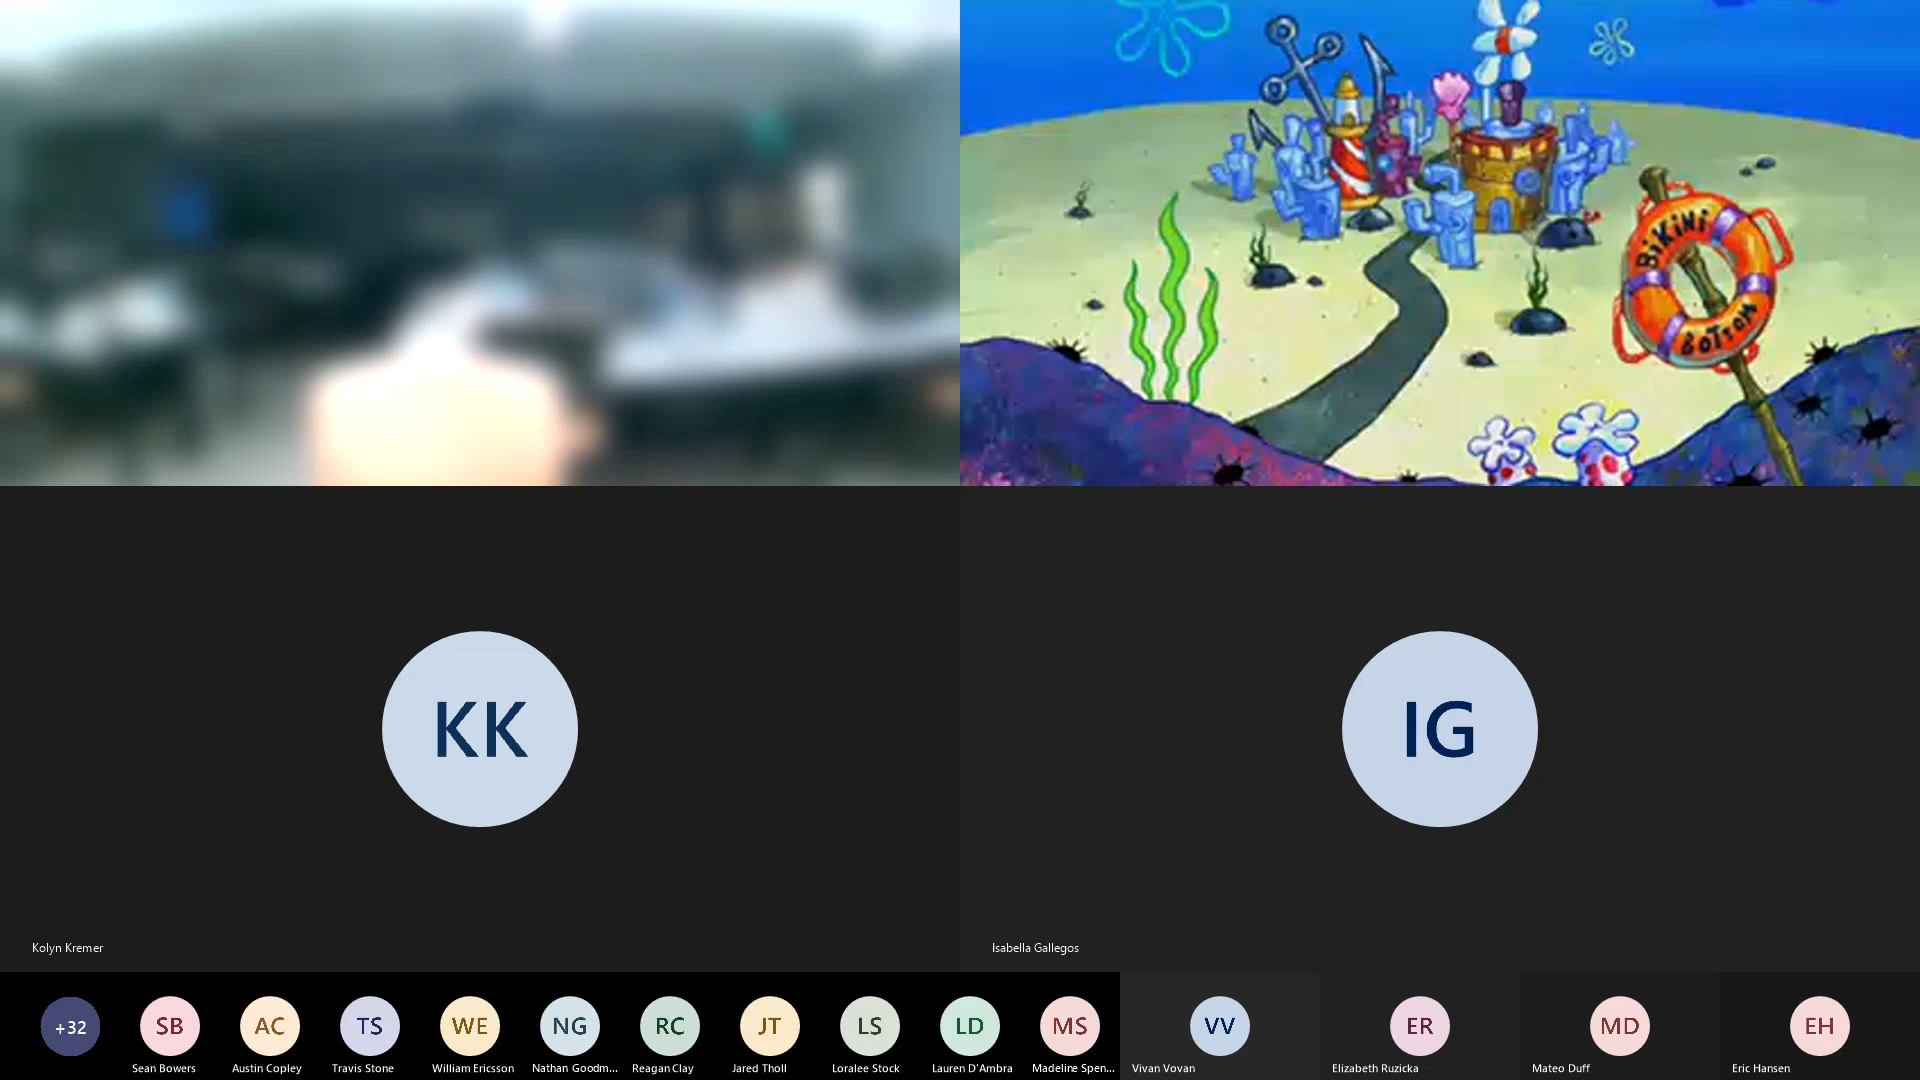 BiKiNi
BoTTOM
KK
IG
Kolyn Kremer
Isabella Gallegos
+32
SB
AC
TS
WE
NG
RC
JT
LS
LD
MS
VV
ER
MD
EH
Sean Bowers
Austin Copley
Travis Stone
William Ericsson
Nathan Goodm...
Reagan Clay
Jared Tholl
Loralee Stock
Lauren D'Ambra
Madeline Spen...
Vivan Vovan
Elizabeth Ruzicka
Mateo Duff
Eric Hansen